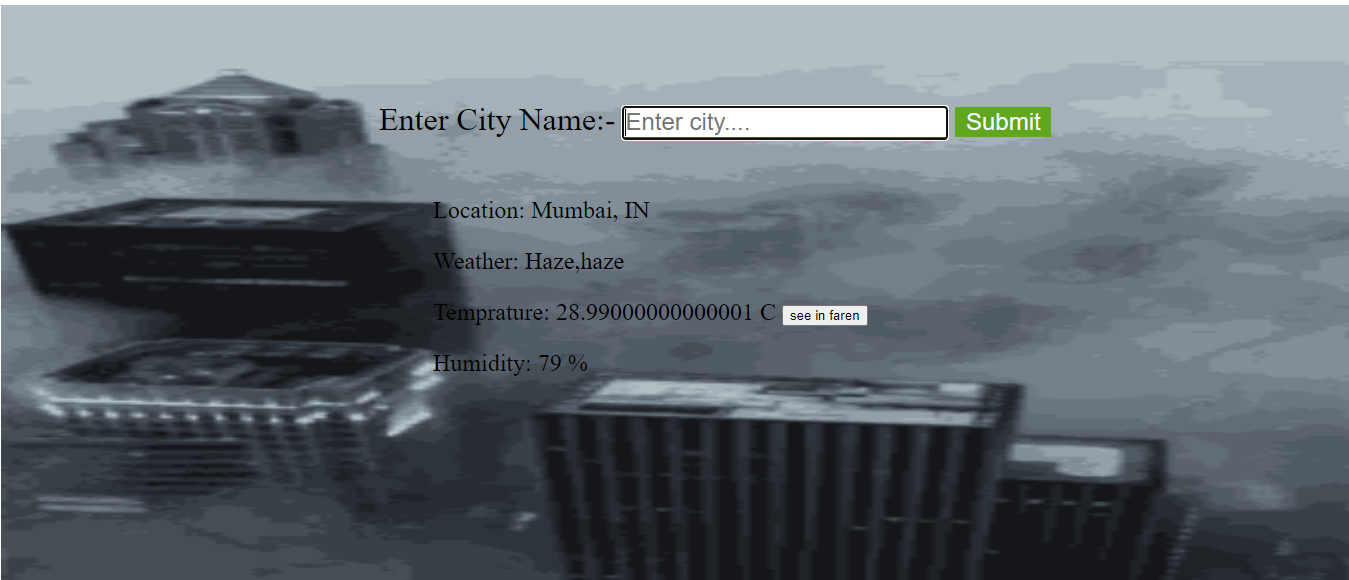 Enter City Name:- Enter city.... Submit
Location: Mumbai, IN
Weather: Haze,haze
Temprature: 28.99000000000001 C see in faren
Humidity: 79 %